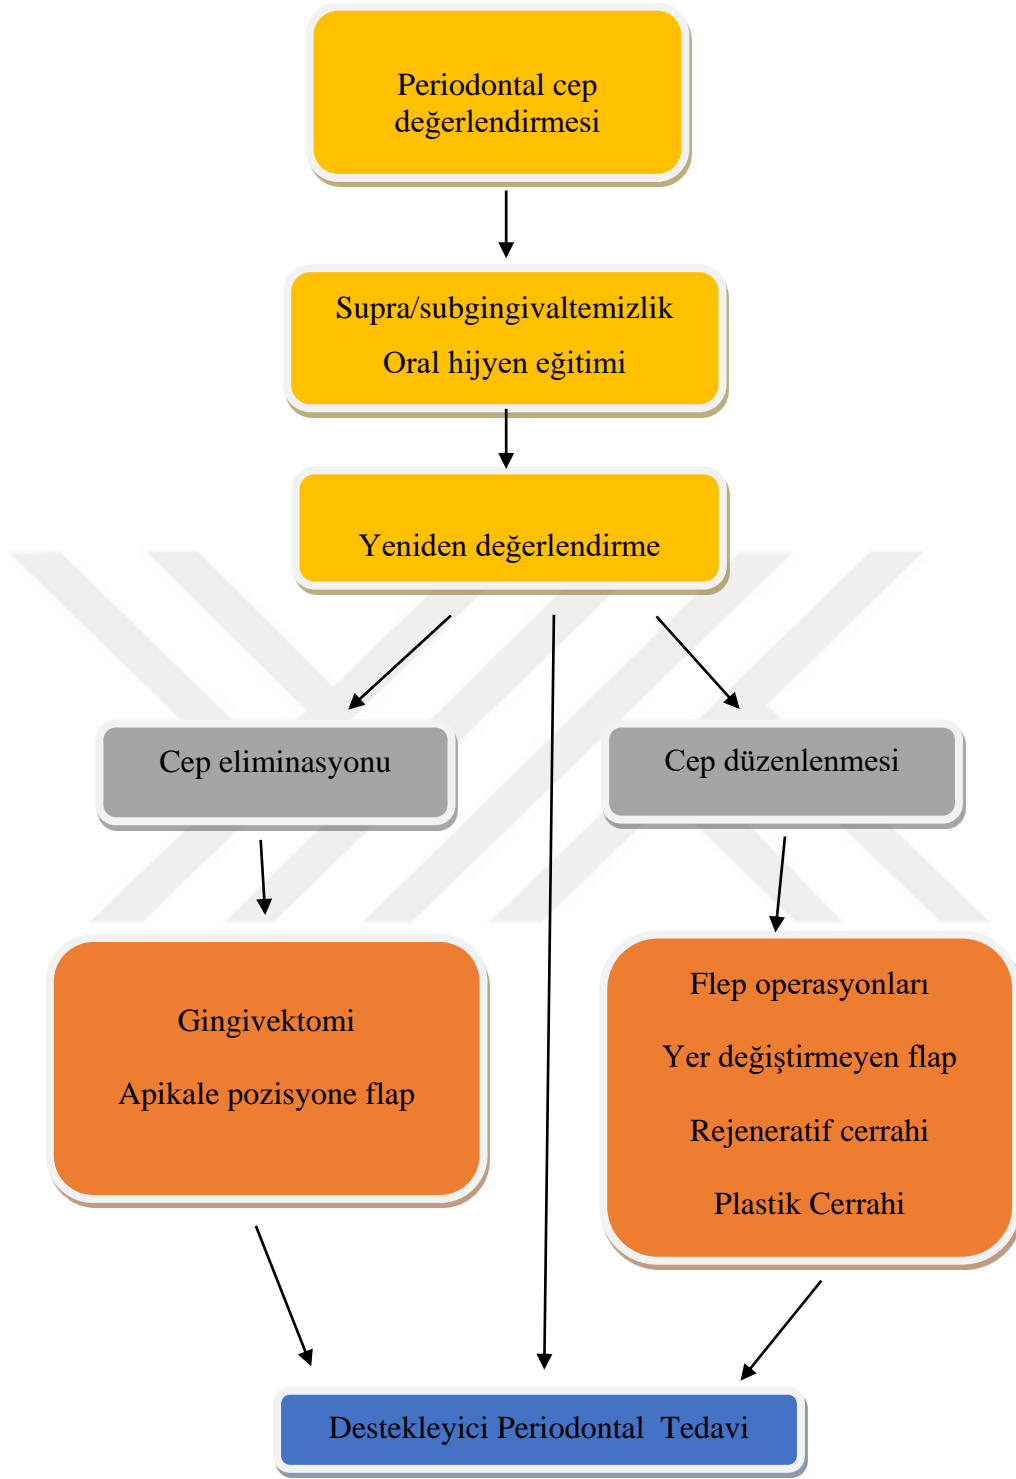 Periodontal cep
değerlendirmesi
Supra/subgingivaltemizlik
Oral hijyen eğitimi
Yeniden değerlendirme
Cep eliminasyonu
Cep düzenlenmesi
Gingivektomi
Apikale pozisyone flap
Flep operasyonları
Yer değiştirmeyen flap
Rejeneratif cerrahi
Plastik Cerrahi
Destekleyici Periodontal  Tedavi